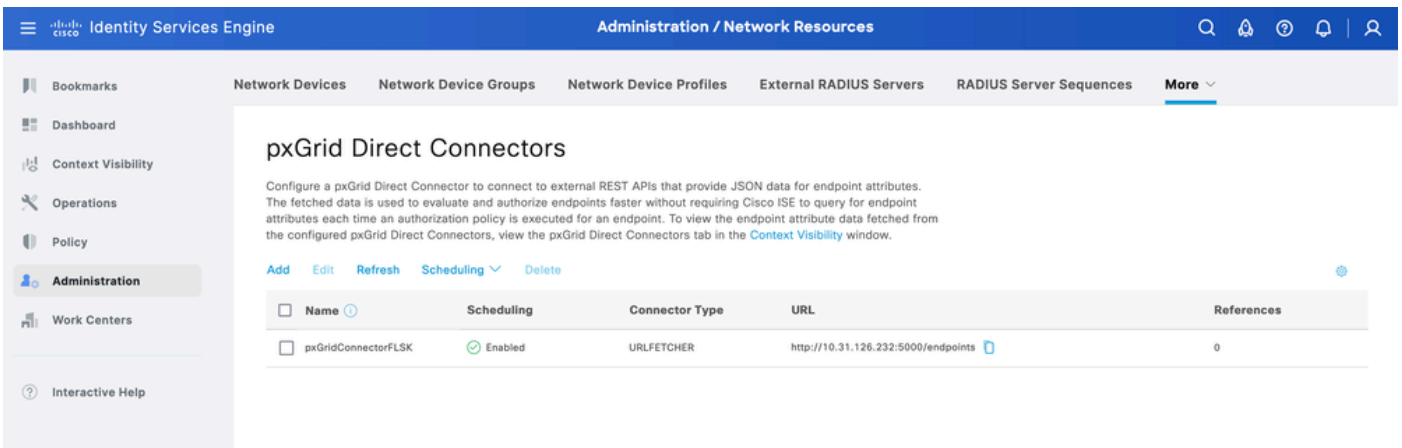 cisco Identity Services Engine
Administration / Network Resources
Bookmarks
Dashboard
Context Visibility
Operations
Policy
Administration
Work Centers
Interactive Help
Network Devices Network Device Groups Network Device Profiles External RADIUS Servers RADIUS Server Sequences More
pxGrid Direct Connectors
Configure a pxGrid Direct Connector to connect to external REST APIs that provide JSON data for endpoint attributes.
The fetched data is used to evaluate and authorize endpoints faster without requiring Cisco ISE to query for endpoint
attributes each time an authorization policy is executed for an endpoint. To view the endpoint attribute data fetched from
the configured pxGrid Direct Connectors, view the pxGrid Direct Connectors tab in the Context Visibility window.
Add Edit Refresh Scheduling Delete
Name Scheduling Connector Type URL References
pxGridConnectorFLSK Enabled URLFETCHER http://10.31.126.232:5000/endpoints 0